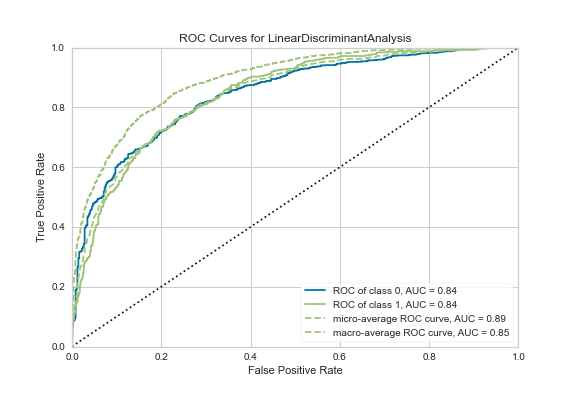 ROC Curves for LinearDiscriminantAnalysis
1.0
0.8
0.6
0.4
0.2
0.0
True Positive Rate
ROC of class 0, AUC = 0.84
ROC of class 1, AUC = 0.84
micro-average ROC curve, AUC = 0.89
macro-average ROC curve, AUC = 0.85
0.0 0.2 0.4 0.6 0.8 1.0
False Positive Rate